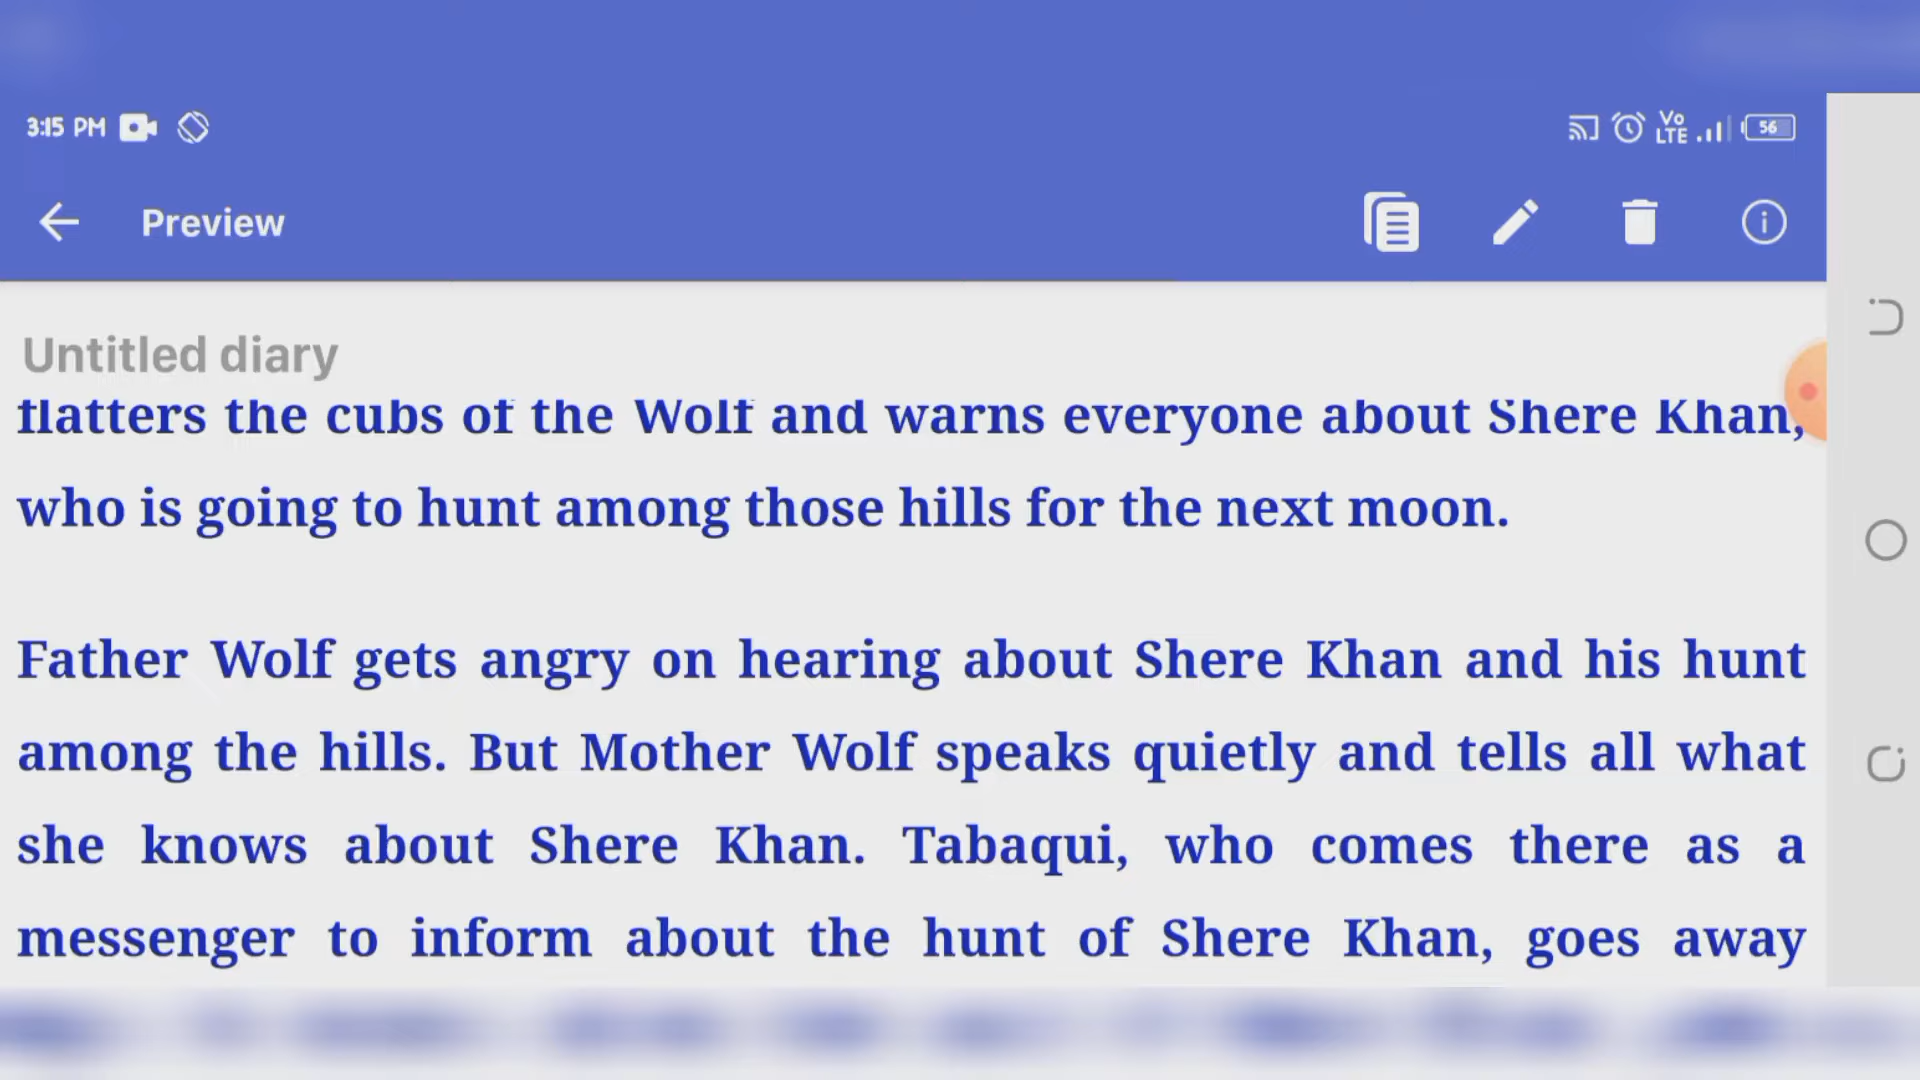 3:15 PM
Vo
LTE
56
Preview
Untitled diary
flatters the cubs of the Wolf and warns everyone about Shere Khan,
who is going to hunt among those hills for the next moon.
Father Wolf gets angry on hearing about Shere Khan and his hunt
among the hills. But Mother Wolf speaks quietly and tells all what
she knows about Shere Khan. Tabaqui, who comes there as a
messenger to inform about the hunt of Shere Khan, goes away